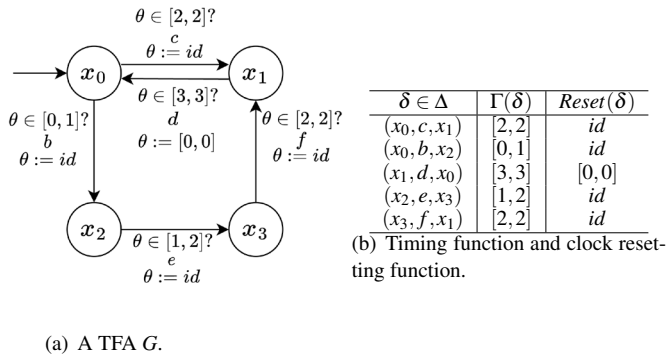 θ ∈ [2, 2]?
c
θ := id
x₀
x₁
θ ∈ [3, 3]?
d
θ := [0, 0]
θ ∈ [0, 1]?
b
θ := id
θ ∈ [2, 2]?
f
θ := id
x₂
x₃
θ ∈ [1, 2]?
e
θ := id
(a) A TFA G.
δ ∈ Δ Γ(δ) Reset(δ)
(x₀, c, x₁) [2,2] id
(x₀, b, x₂) [0,1] id
(x₁, d, x₀) [3,3] [0,0]
(x₂, e, x₃) [1,2] id
(x₃, f, x₁) [2,2] id
(b) Timing function and clock reset-
ting function.